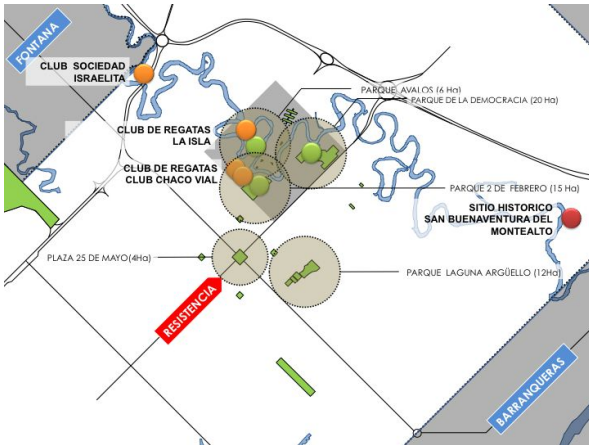 FONTANA
CLUB SOCIEDAD
ISRAELITA
PARQUE AVALOS (6 Ha)
PARQUE DE LA DEMOCRACIA (20 Ha)
CLUB DE REGATAS
LA ISLA
CLUB DE REGATAS
CLUB CHACO VIAL
PARQUE 2 DE FEBRERO (15 Ha)
SITIO HISTORICO
SAN BUENAVENTURA DEL
MONTEALTO
PLAZA 25 DE MAYO(4Ha)
PARQUE LAGUNA ARGÜELLO (12Ha)
RESISTENCIA
BARRANQUERAS